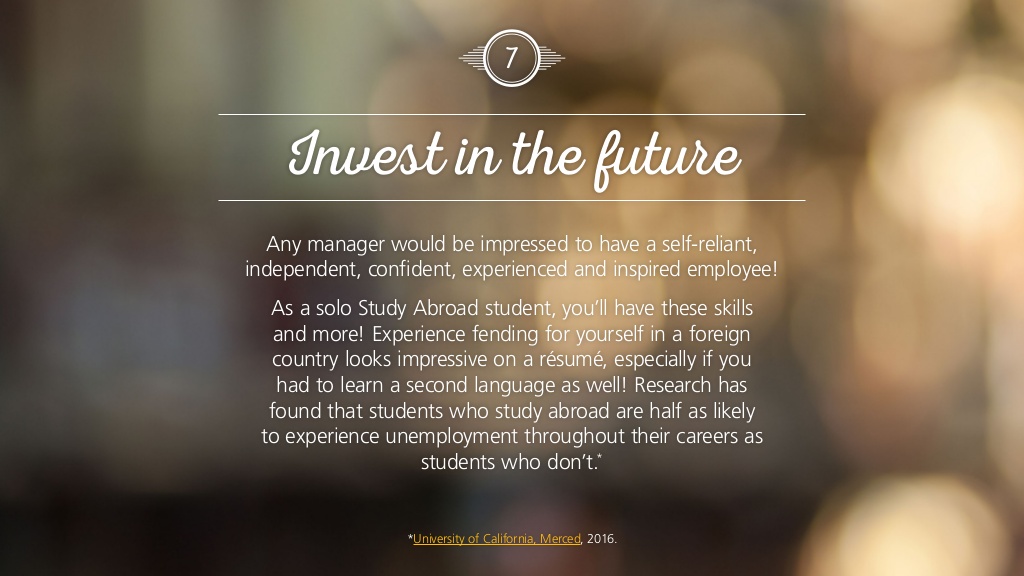 7
Invest in the future
Any manager would be impressed to have a self-reliant,
independent, confident, experienced and inspired employee!
As a solo Study Abroad student, you’ll have these skills
and more! Experience fending for yourself in a foreign
country looks impressive on a résumé, especially if you
had to learn a second language as well! Research has
found that students who study abroad are half as likely
to experience unemployment throughout their careers as
students who don’t.*
*University of California, Merced, 2016.